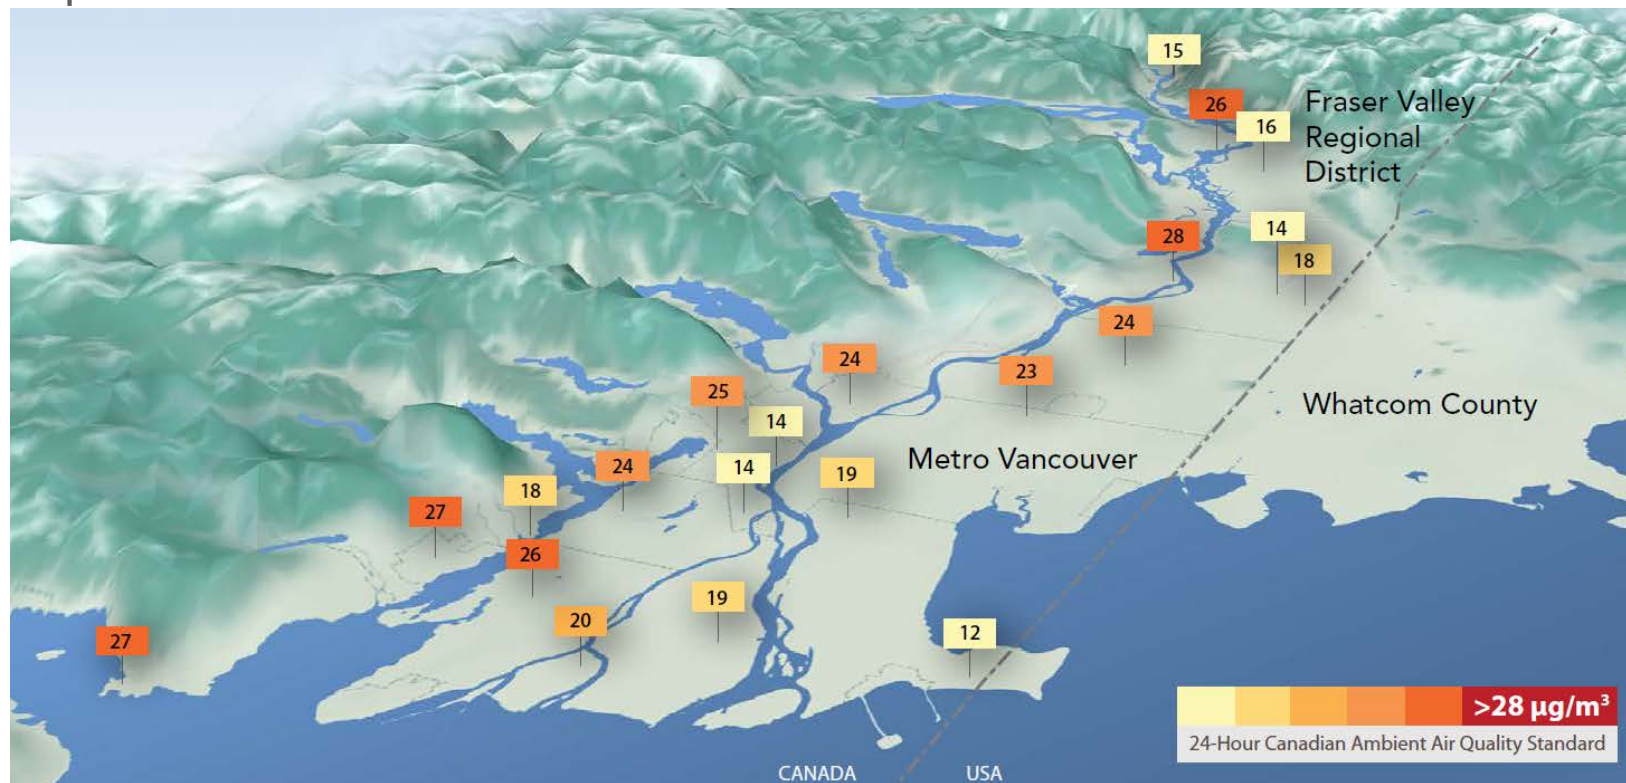 15
26
16
Fraser Valley
Regional
District
14
28
18
24
24
23
25
Whatcom County
14
Metro Vancouver
24
14
19
18
27
26
19
20
27
12
>28 µg/m³
24-Hour Canadian Ambient Air Quality Standard
CANADA
USA